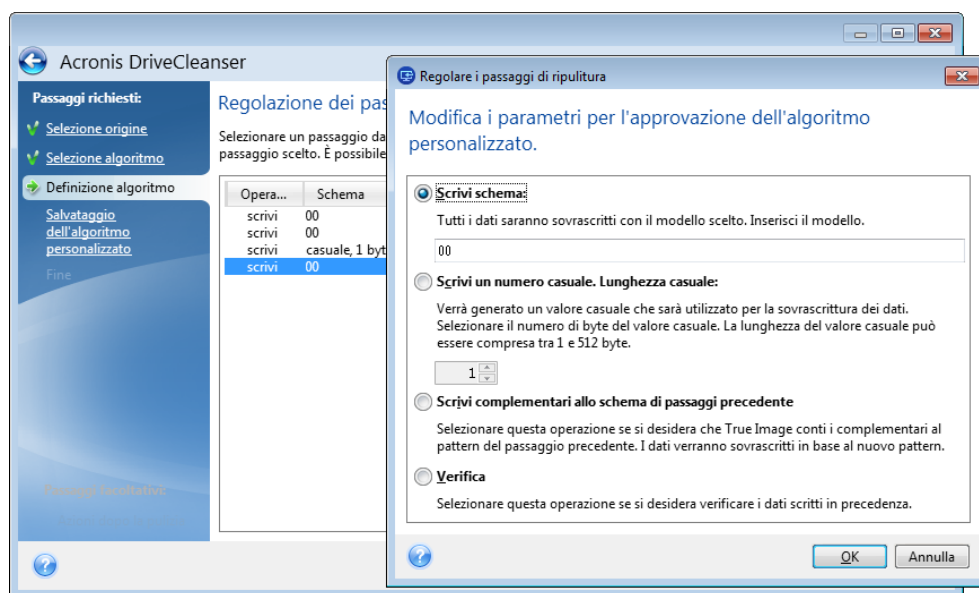 Acronis DriveCleanser
Passaggi richiesti:
Selezione origine
Selezione algoritmo
Definizione algoritmo
Salvataggio
dell'algoritmo
personalizzato
Fine
Passaggi facoltativi:
Regolazione dei pas
Selezionare un passaggio da
passaggio scelto. È possibile
Opera... Schema
scrivi 00
scrivi 00
scrivi casuale, 1 byt
scrivi 00
Regolare i passaggi di ripulitura
Modifica i parametri per l'approvazione dell'algoritmo
personalizzato.
Scrivi schema:
Tutti i dati saranno sovrascritti con il modello scelto. Inserisci il modello.
00
Scrivi un numero casuale. Lunghezza casuale:
Verrà generato un valore casuale che sarà utilizzato per la sovrascrittura dei dati.
Selezionare il numero di byte del valore casuale. La lunghezza del valore casuale può
essere compresa tra 1 e 512 byte.
1
Scrivi complementari allo schema di passaggi precedente
Selezionare questa operazione se si desidera che True Image conti i complementari al
pattern del passaggio precedente. I dati verranno sovrascritti in base al nuovo pattern.
Verifica
Selezionare questa operazione se si desidera verificare i dati scritti in precedenza.
OK Annulla